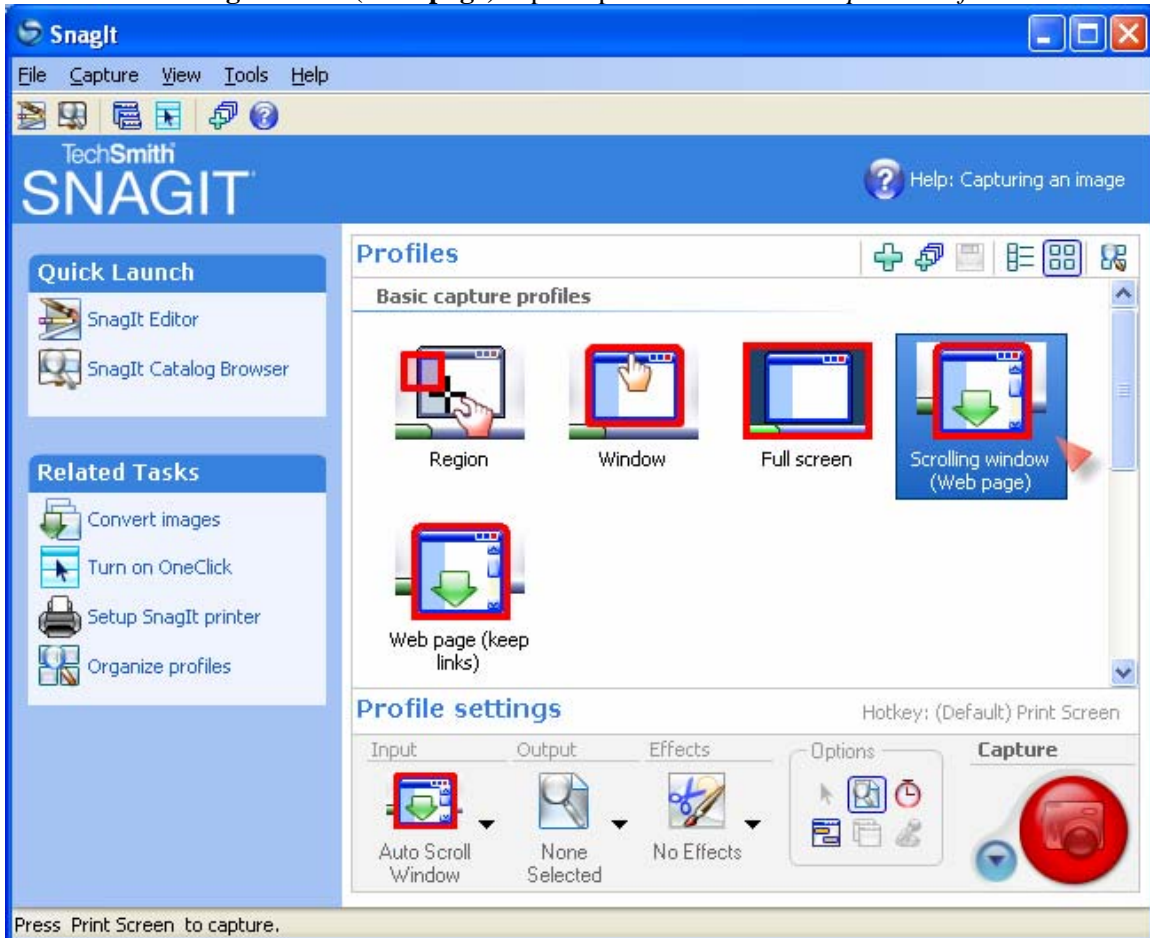 SnagIt
File Capture View Tools Help
TechSmith
SNAGIT
Help: Capturing an image
Quick Launch
SnagIt Editor
SnagIt Catalog Browser
Related Tasks
Convert images
Turn on OneClick
Setup SnagIt printer
Organize profiles
Profiles
Basic capture profiles
Region
Window
Full screen
Scrolling window
(Web page)
Web page (keep
links)
Profile settings
Hotkey: (Default) Print Screen
Input
Output
Effects
Options
Capture
Auto Scroll
Window
None
Selected
No Effects
Press Print Screen to capture.